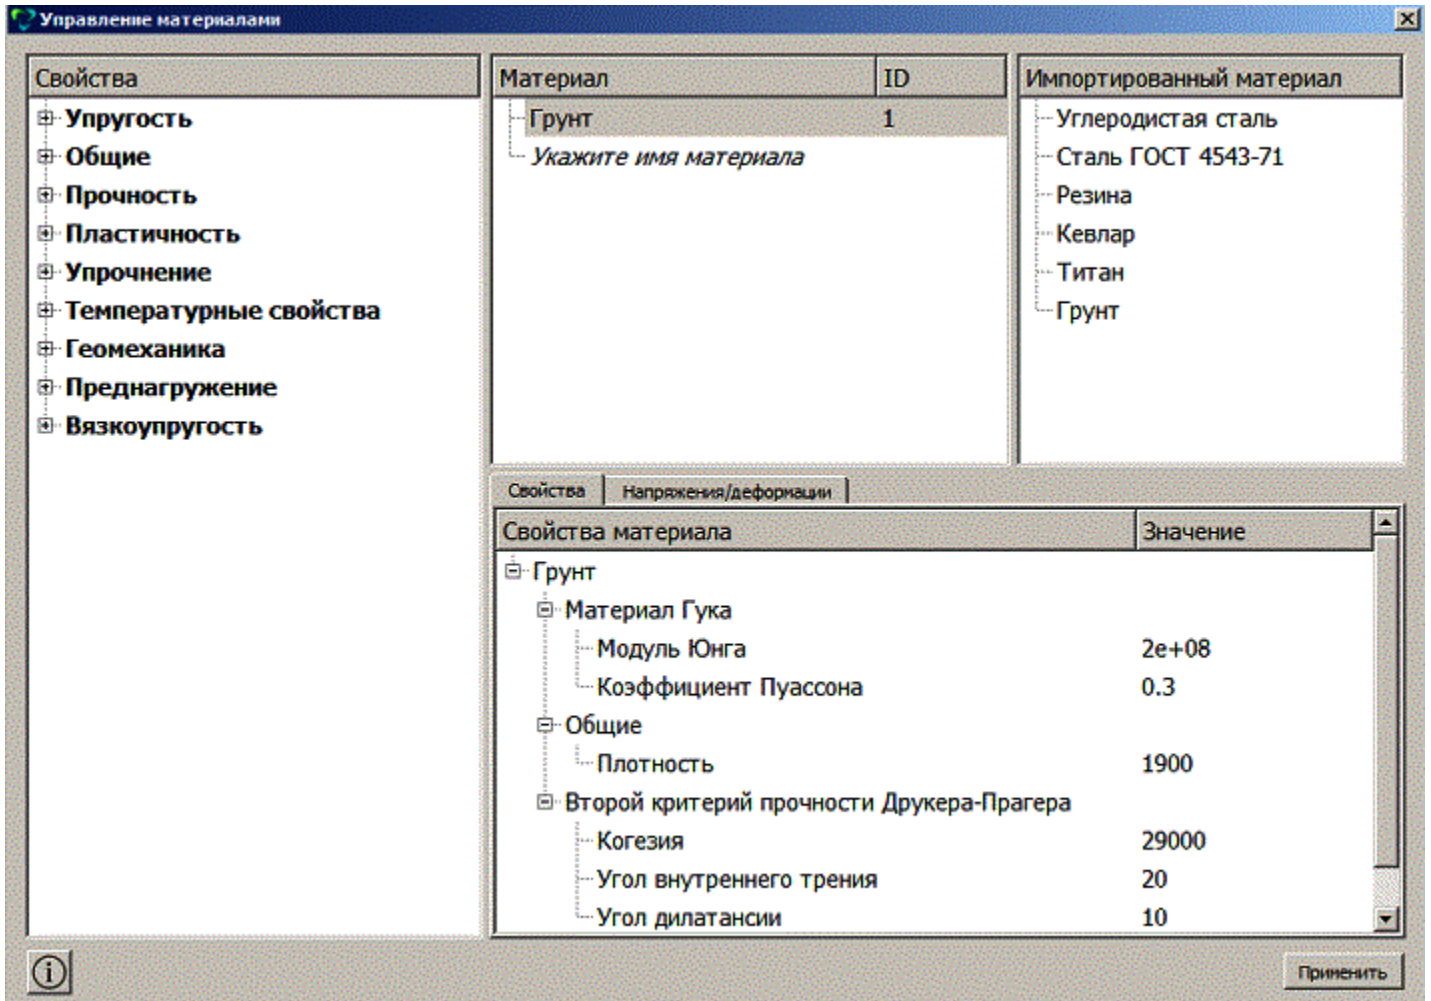 Управление материалами
Свойства
Упругость
Общие
Прочность
Пластичность
Упрочнение
Температурные свойства
Геомеханика
Преднагружение
Вязкоупругость
Материал ID
Грунт 1
Укажите имя материала
Импортированный материал
Углеродистая сталь
Сталь ГОСТ 4543-71
Резина
Кевлар
Титан
Грунт
Свойства Напряжения/деформации
Свойства материала Значение
Грунт
Материал Гука
Модуль Юнга 2e+08
Коэффициент Пуассона 0.3
Общие
Плотность 1900
Второй критерий прочности Друкера-Прагера
Когезия 29000
Угол внутреннего трения 20
Угол дилатансии 10
Применить